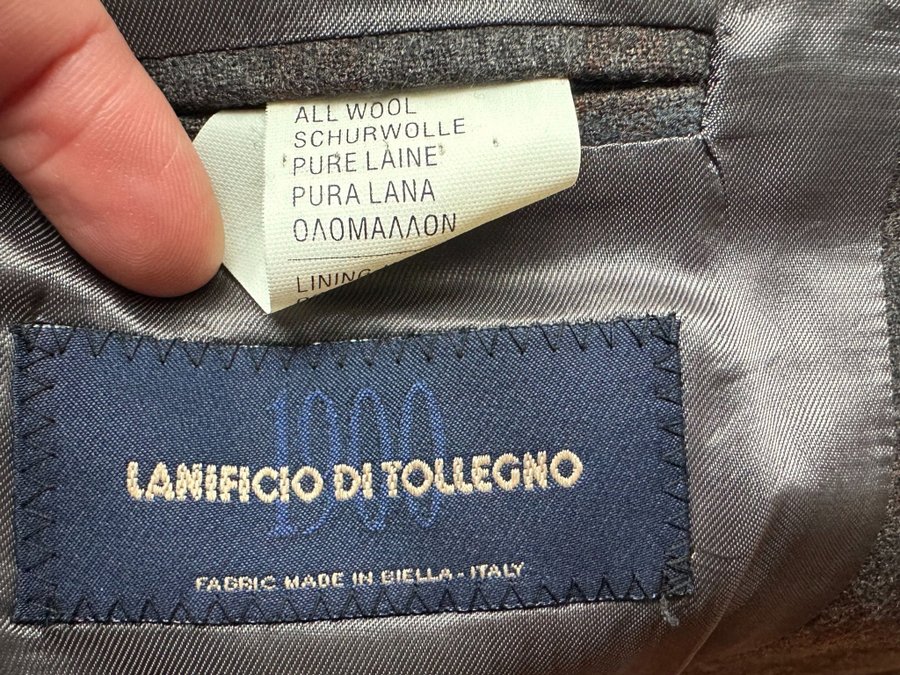 ALL WOOL
SCHURWOLLE
PURE LAINE
PURA LANA
ΟΛΟΜΑΛΛΟΝ
LINING
1900
LANIFICIO DI TOLLEGNO
FABRIC MADE IN BIELLA - ITALY